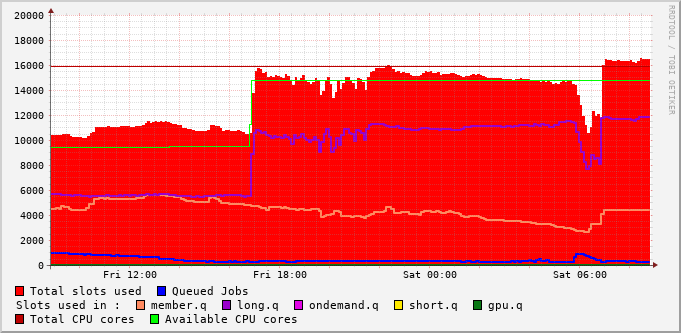 20000
18000
16000
14000
12000
10000
8000
6000
4000
2000
0
Fri 12:00 Fri 18:00 Sat 00:00 Sat 06:00
RRDTOOL / TOBI OETIKER
Total slots used Queued Jobs
Slots used in : member.q long.q ondemand.q short.q gpu.q
Total CPU cores Available CPU cores